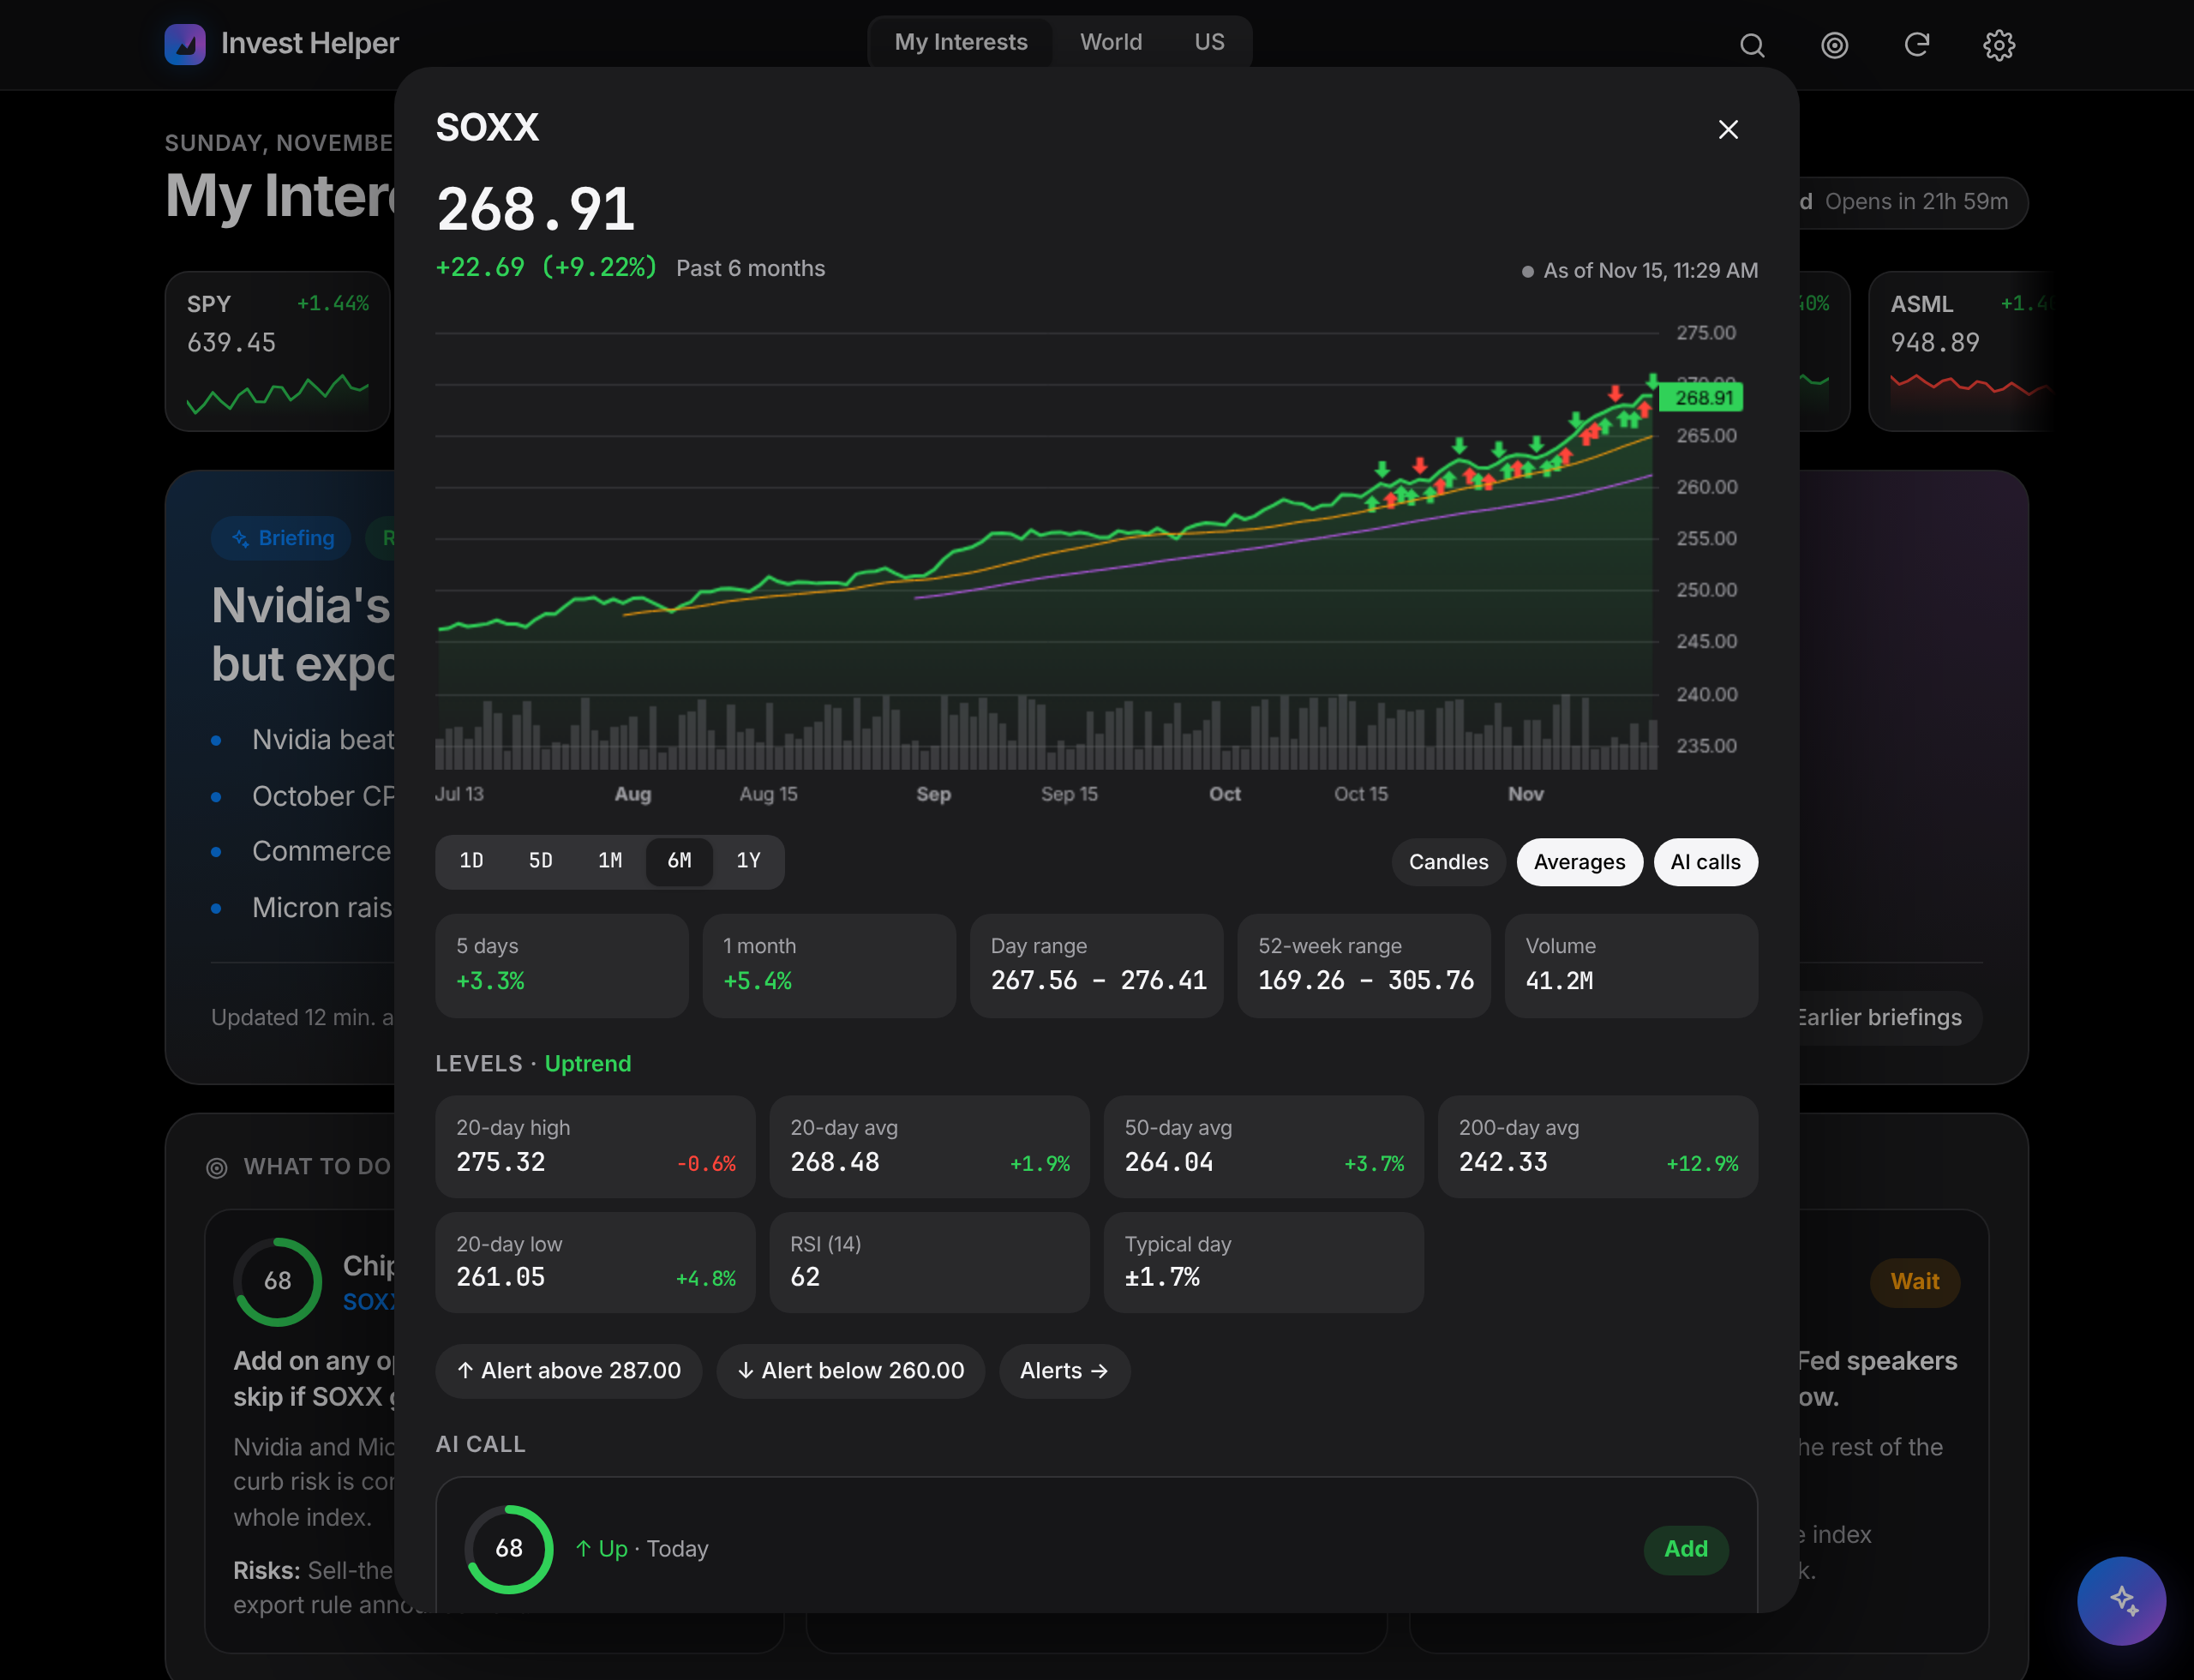 Invest Helper
My Interests
World
US
SUNDAY, NOVEMBE
My Inter
d Opens in 21h 59m
SPY +1.44%
639.45
40%
ASML +1.4
948.89
Briefing
R
Nvidia's
but expo
Nvidia beat
October CP
Commerce
Micron rais
Updated 12 min. a
Earlier briefings
WHAT TO DO
68
Chip
SOXX
Add on any op
skip if SOXX g
Nvidia and Mic
curb risk is con
whole index.
Risks: Sell-the
export rule anno
Wait
Fed speakers
ow.
he rest of the
e index
k.
SOXX
268.91
+22.69 (+9.22%) Past 6 months
As of Nov 15, 11:29 AM
275.00
268.91
265.00
260.00
255.00
250.00
245.00
240.00
235.00
Jul 13 Aug Aug 15 Sep Sep 15 Oct Oct 15 Nov
1D 5D 1M 6M 1Y
Candles Averages AI calls
5 days
+3.3%
1 month
+5.4%
Day range
267.56 – 276.41
52-week range
169.26 – 305.76
Volume
41.2M
LEVELS · Uptrend
20-day high
275.32 -0.6%
20-day avg
268.48 +1.9%
50-day avg
264.04 +3.7%
200-day avg
242.33 +12.9%
20-day low
261.05 +4.8%
RSI (14)
62
Typical day
±1.7%
↑ Alert above 287.00
↓ Alert below 260.00
Alerts →
AI CALL
68
↑ Up · Today
Add